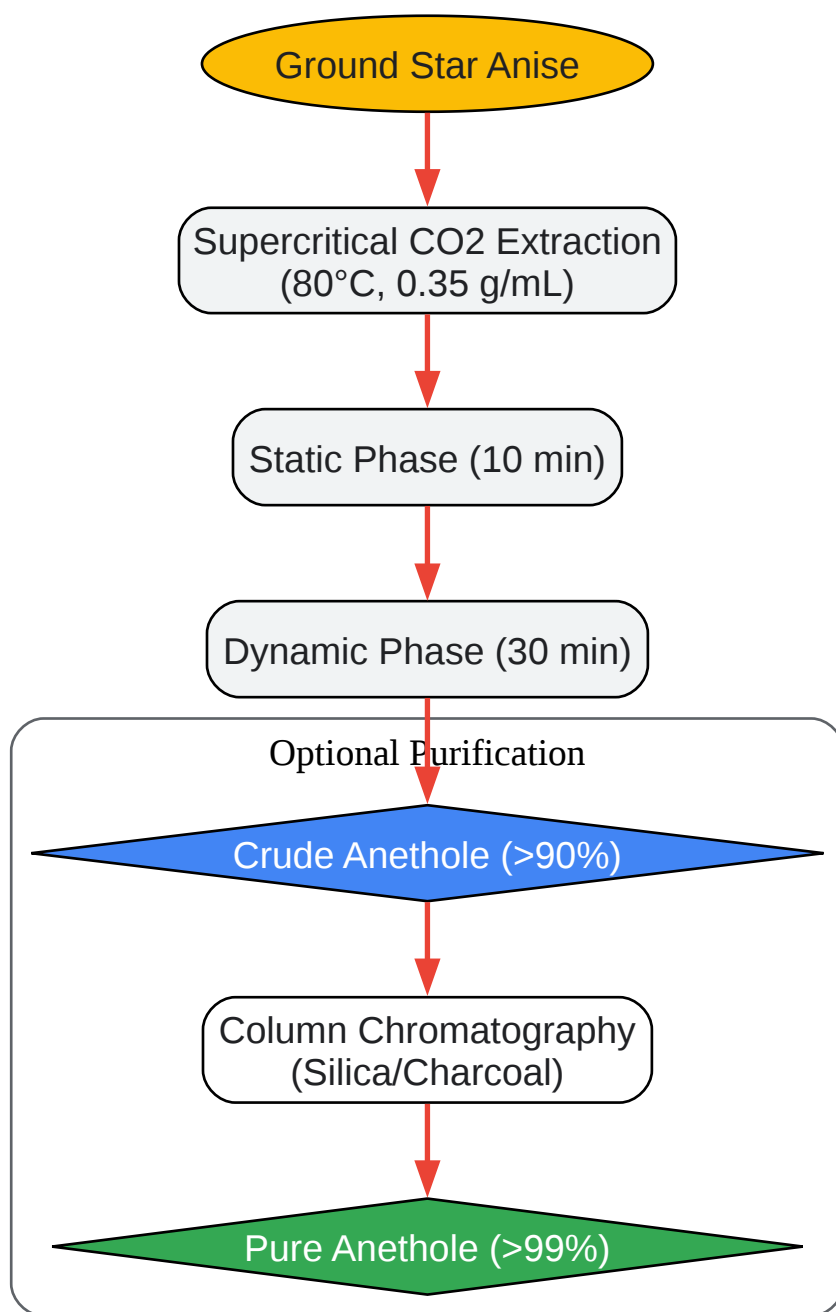 Ground Star Anise
Supercritical CO2 Extraction
(80°C, 0.35 g/mL)
Static Phase (10 min)
Dynamic Phase (30 min)
Optional Purification
Crude Anethole (>90%)
Column Chromatography
(Silica/Charcoal)
Pure Anethole (>99%)